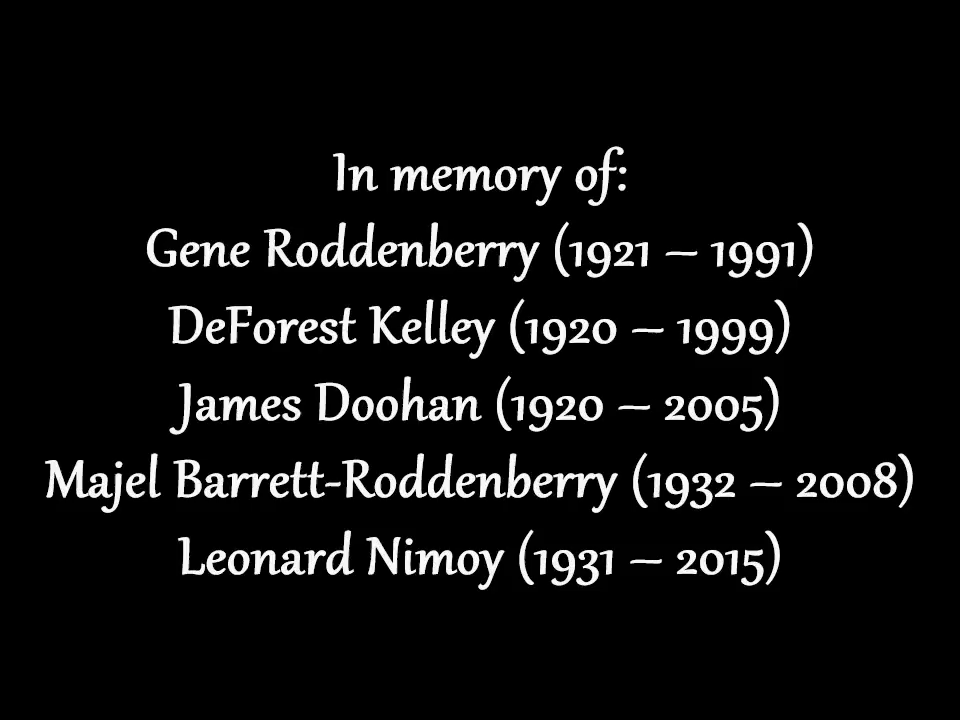 In memory of:
Gene Roddenberry (1921 – 1991)
DeForest Kelley (1920 – 1999)
James Doohan (1920 – 2005)
Majel Barrett-Roddenberry (1932 – 2008)
Leonard Nimoy (1931 – 2015)